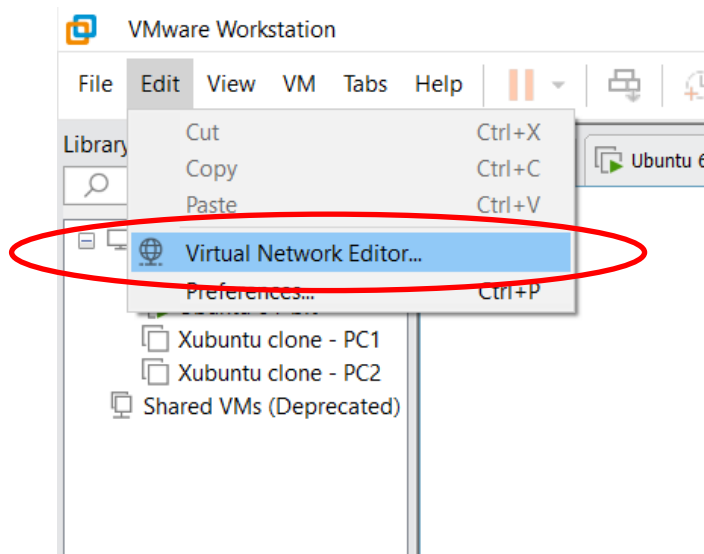 VMware Workstation
File Edit View VM Tabs Help
Library
Cut Ctrl+X
Copy Ctrl+C
Paste Ctrl+V
Ubuntu 6
Virtual Network Editor...
Preferences... Ctrl+P
Xubuntu clone - PC1
Xubuntu clone - PC2
Shared VMs (Deprecated)